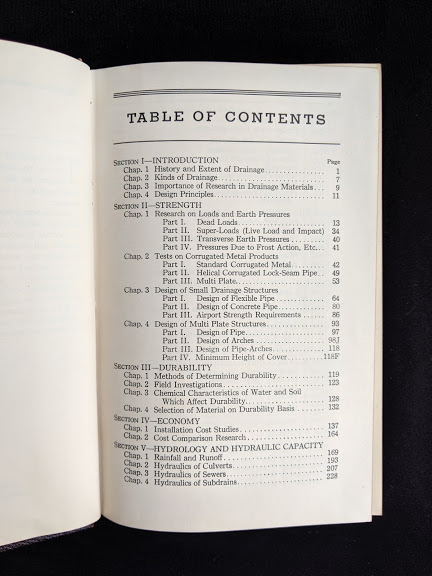 TABLE OF CONTENTS
SECTION I—INTRODUCTION Page
Chap. 1 History and Extent of Drainage............... 1
Chap. 2 Kinds of Drainage........................ 7
Chap. 3 Importance of Research in Drainage Materials... 9
Chap. 4 Design Principles......................... 11
SECTION II—STRENGTH
Chap. 1 Research on Loads and Earth Pressures
Part I. Dead Loads.................... 13
Part II. Super-Loads (Live Load and Impact) 34
Part III. Transverse Earth Pressures ....... 40
Part IV. Pressures Due to Frost Action, Etc... 41
Chap. 2 Tests on Corrugated Metal Products
Part I. Standard Corrugated Metal....... 42
Part II. Helical Corrugated Lock-Seam Pipe.. 49
Part III. Multi Plate.................... 53
Chap. 3 Design of Small Drainage Structures
Part I. Design of Flexible Pipe .......... 64
Part II. Design of Concrete Pipe ......... 80
Part III. Airport Strength Requirements ..... 86
Chap. 4 Design of Multi Plate Structures............. 93
Part I. Design of Pipe................. 97
Part II. Design of Arches .............. 98J
Part III. Design of Pipe-Arches........... 118
Part IV. Minimum Height of Cover......... 118F
SECTION III—DURABILITY
Chap. 1 Methods of Determining Durability............ 119
Chap. 2 Field Investigations........................ 123
Chap. 3 Chemical Characteristics of Water and Soil
Which Affect Durability................... 128
Chap. 4 Selection of Material on Durability Basis ....... 132
SECTION IV—ECONOMY
Chap. 1 Installation Cost Studies.................... 137
Chap. 2 Cost Comparison Research.................. 164
SECTION V—HYDROLOGY AND HYDRAULIC CAPACITY
Chap. 1 Rainfall and Runoff........................ 169
Chap. 2 Hydraulics of Culverts...................... 193
Chap. 3 Hydraulics of Sewers....................... 207
Chap. 4 Hydraulics of Subdrains.................... 228